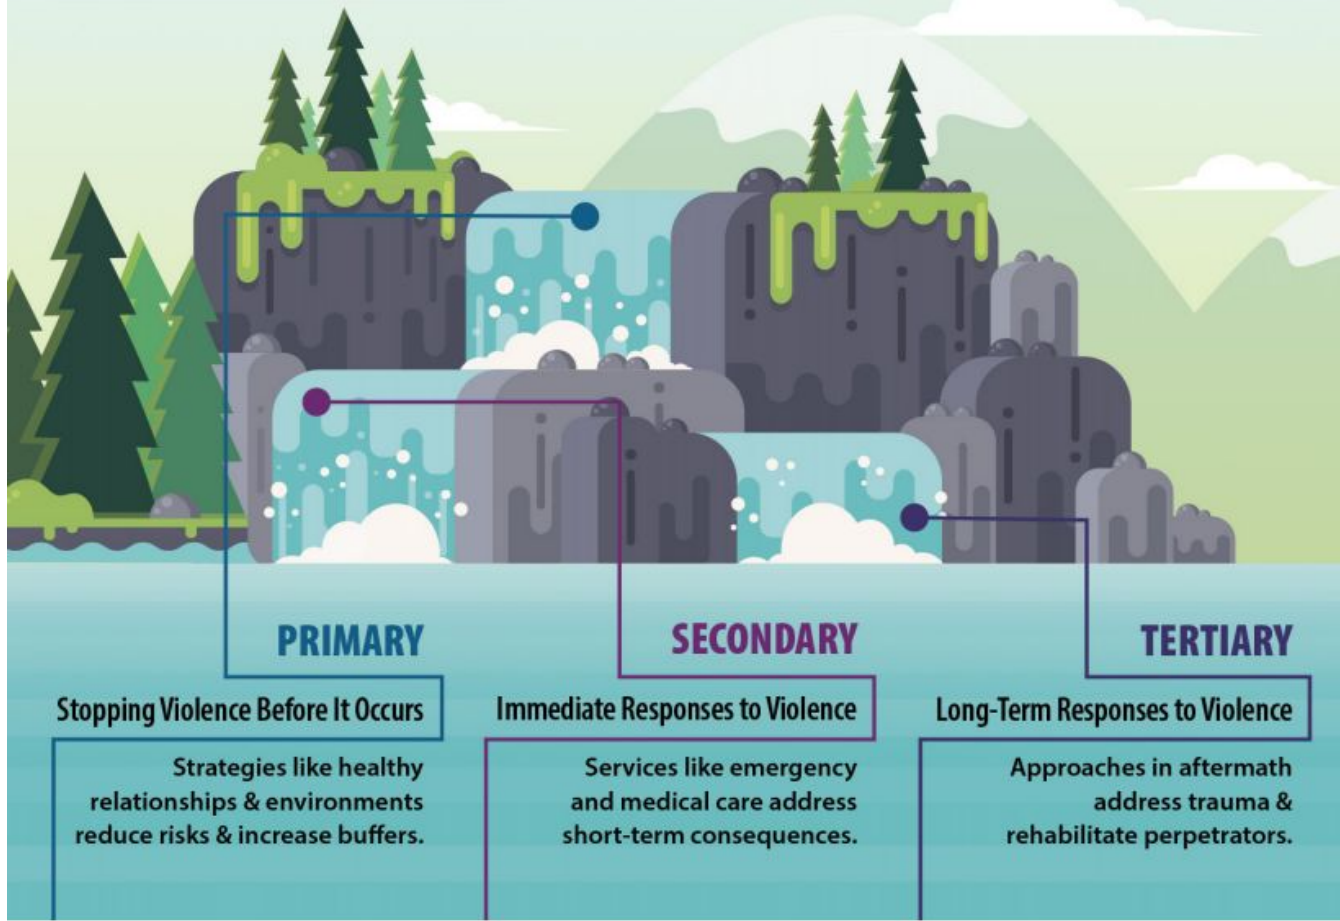 PRIMARY
Stopping Violence Before It Occurs
Strategies like healthy
relationships & environments
reduce risks & increase buffers.
SECONDARY
Immediate Responses to Violence
Services like emergency
and medical care address
short-term consequences.
TERTIARY
Long-Term Responses to Violence
Approaches in aftermath
address trauma &
rehabilitate perpetrators.